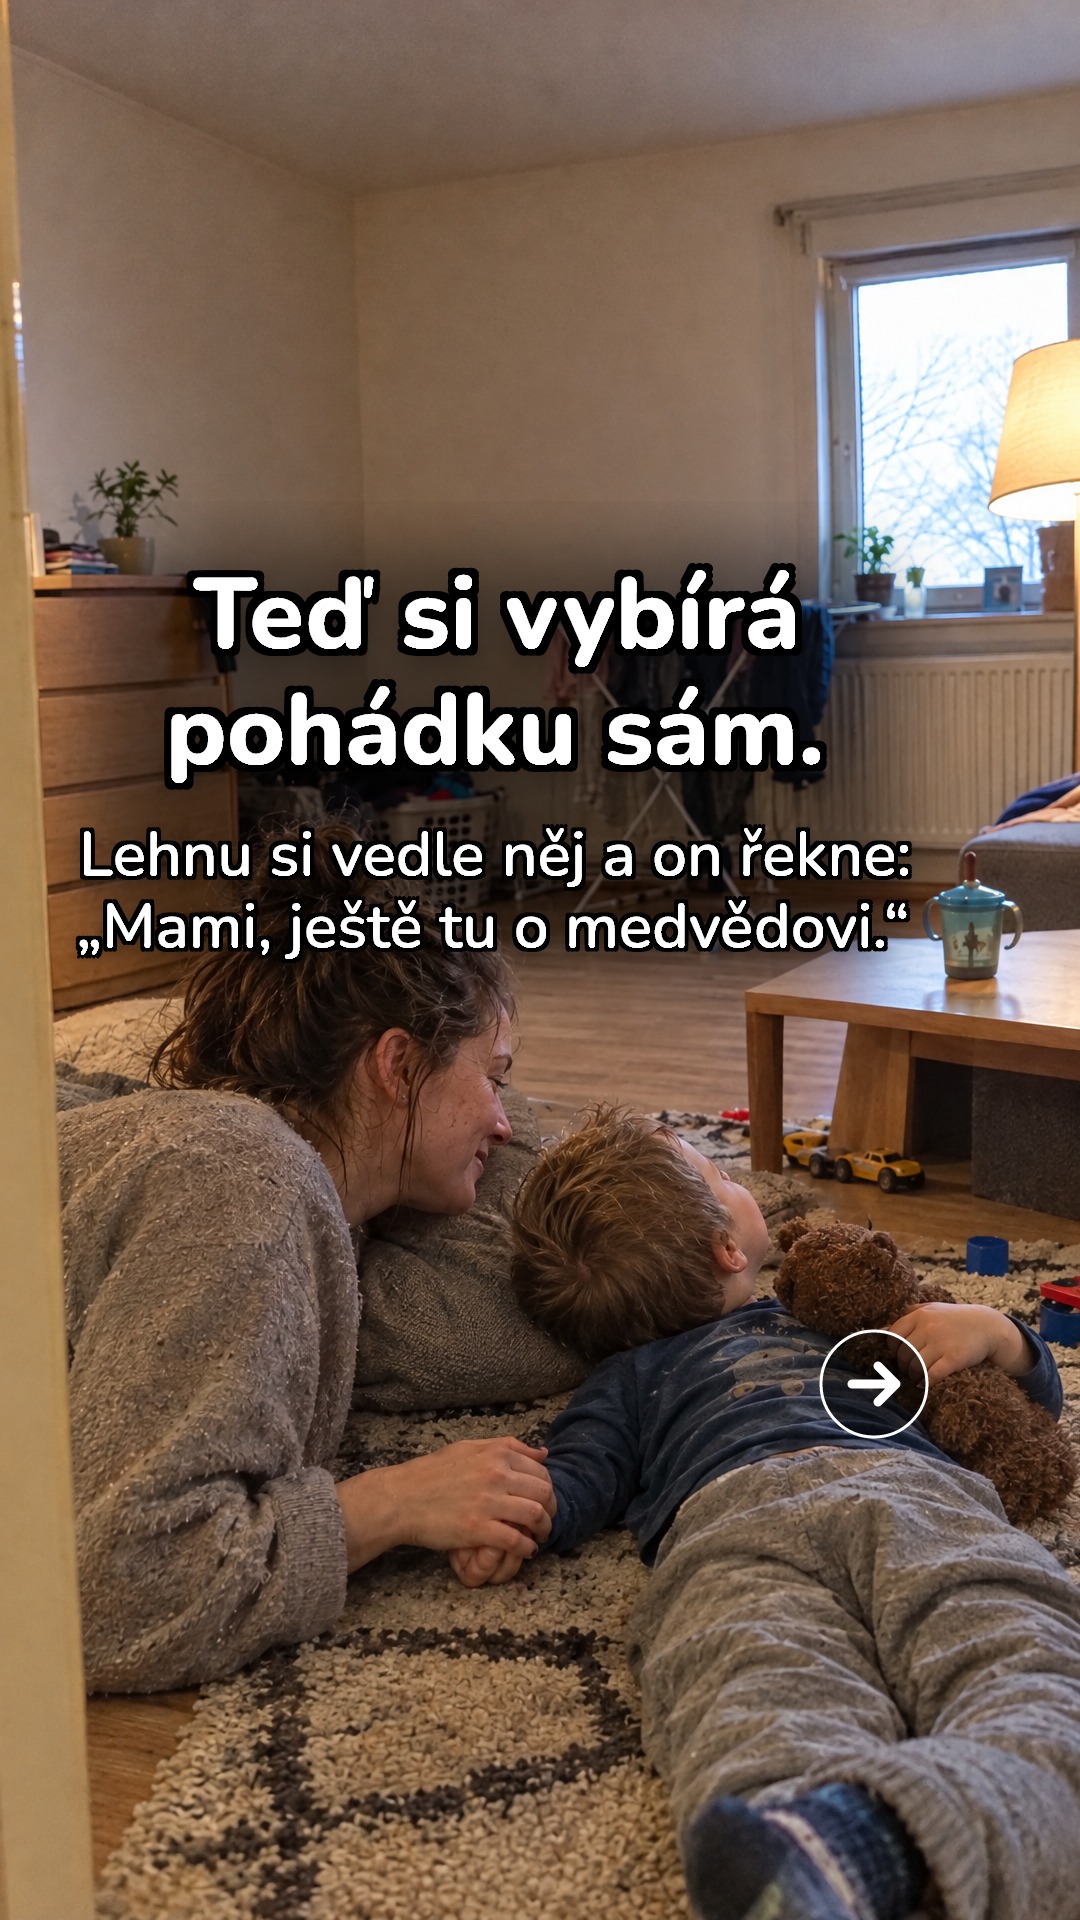 Teď si vybírá
pohádku sám.
Lehnu si vedle něj a on řekne:
„Mami, ještě tu o medvědovi.“